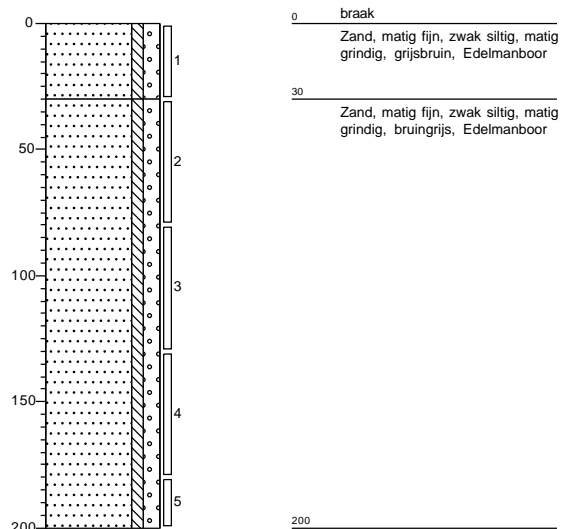 0
50
100
150
200
1
2
3
4
5
0 braak
Zand, matig fijn, zwak siltig, matig
grindig, grijsbruin, Edelmanboor
30
Zand, matig fijn, zwak siltig, matig
grindig, bruingrijs, Edelmanboor
200